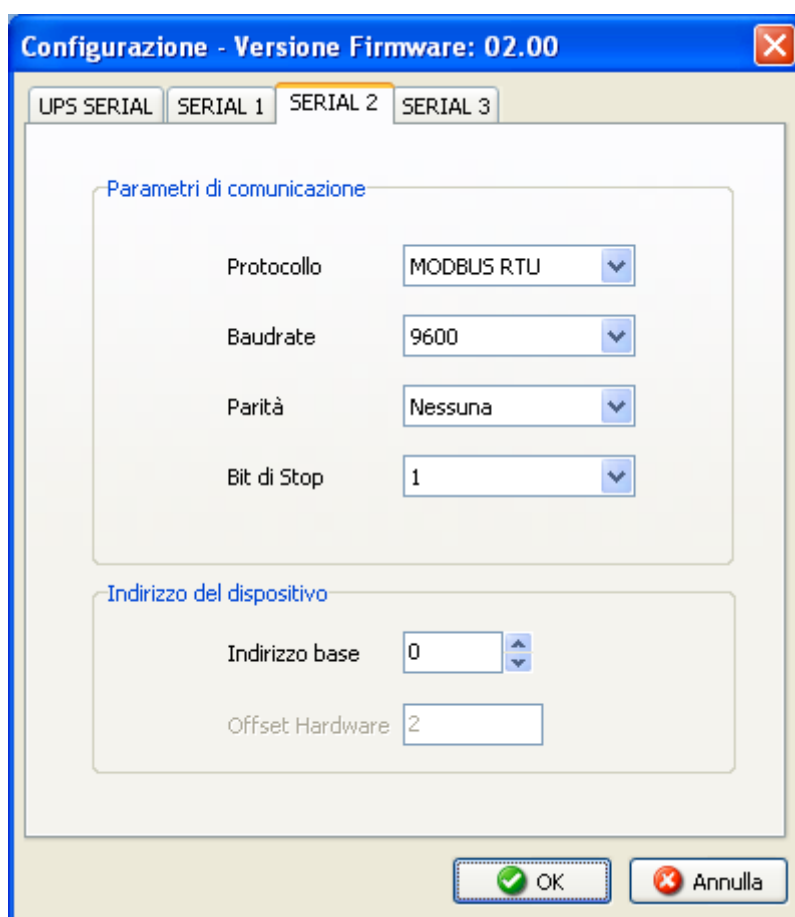 Configurazione - Versione Firmware: 02.00
UPS SERIAL SERIAL 1 SERIAL 2 SERIAL 3
Parametri di comunicazione
Protocollo MODBUS RTU
Baudrate 9600
Parità Nessuna
Bit di Stop 1
Indirizzo del dispositivo
Indirizzo base 0
Offset Hardware 2
OK Annulla